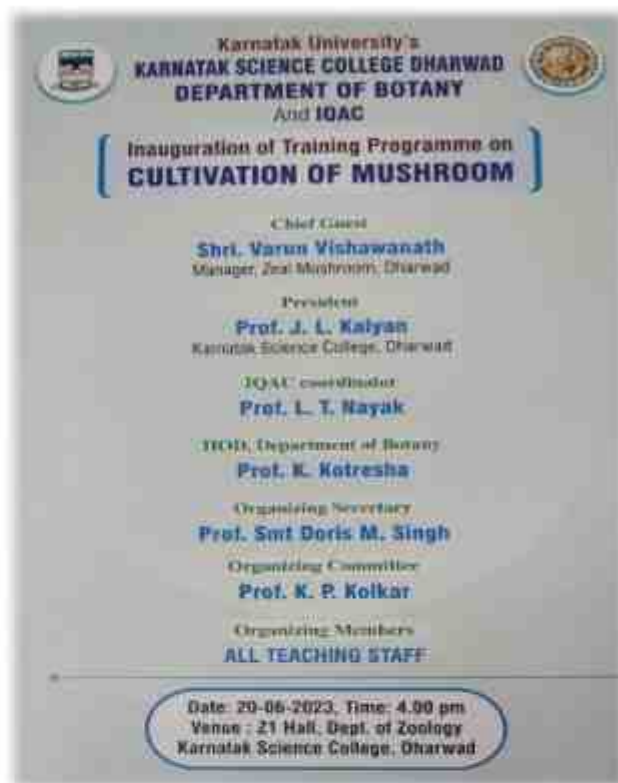 Karnatak University's
KARNATAK SCIENCE COLLEGE DHARWAD
DEPARTMENT OF BOTANY
And IQAC
Inauguration of Training Programme on
CULTIVATION OF MUSHROOM
Chief Guest
Shri. Varun Vishawanath
Manager, Zeal Mushroom, Dharwad
President
Prof. J. L. Kalyan
Karnatak Science College, Dharwad
IQAC coordinator
Prof. L. T. Nayak
HOD, Department of Botany
Prof. K. Kotresha
Organizing Secretary
Prof. Smt Doris M. Singh
Organizing Committee
Prof. K. P. Kolkar
Organizing Members
ALL TEACHING STAFF
Date: 20-06-2023, Time: 4.00 pm
Venue : Z1 Hall, Dept. of Zoology
Karnatak Science College, Dharwad